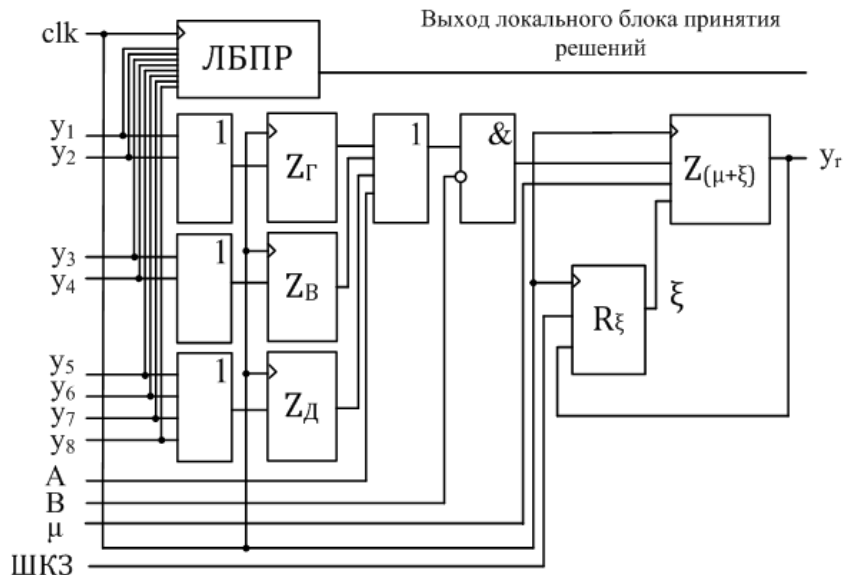 Выход локального блока принятия
решений
clk
ЛБПР
y1
y2
1
ZГ
1
&
Z(μ+ξ)
yr
y3
y4
1
ZВ
Rξ
ξ
y5
y6
y7
y8
1
ZД
A
B
μ
ШКЗ